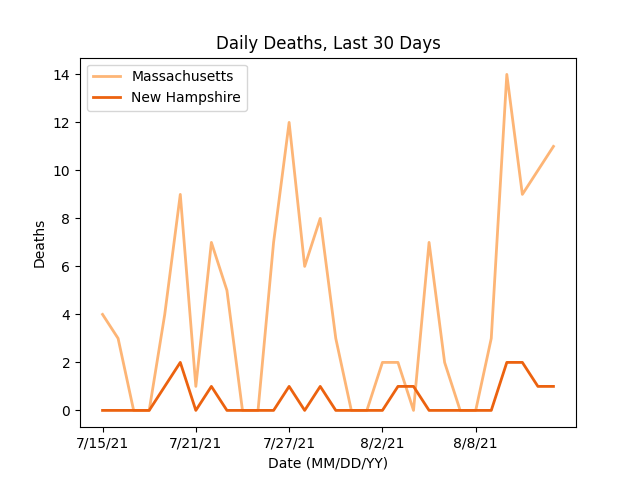 Daily Deaths, Last 30 Days
Massachusetts
New Hampshire
14
12
10
8
6
4
2
0
Deaths
7/15/21
7/21/21
7/27/21
8/2/21
8/8/21
Date (MM/DD/YY)